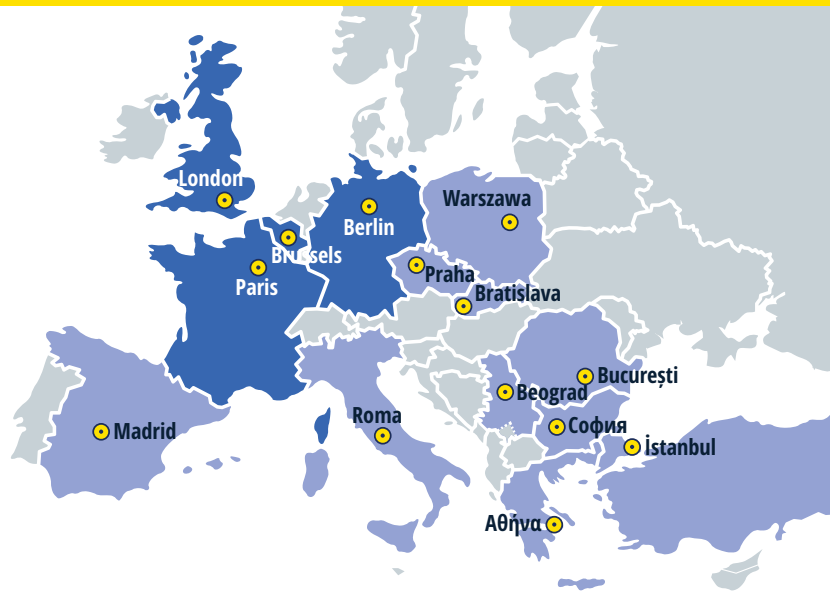 London
Warszawa
Berlin
Brussels
Praha
Paris
Bratislava
București
Beograd
Roma
София
Madrid
İstanbul
Αθήνα